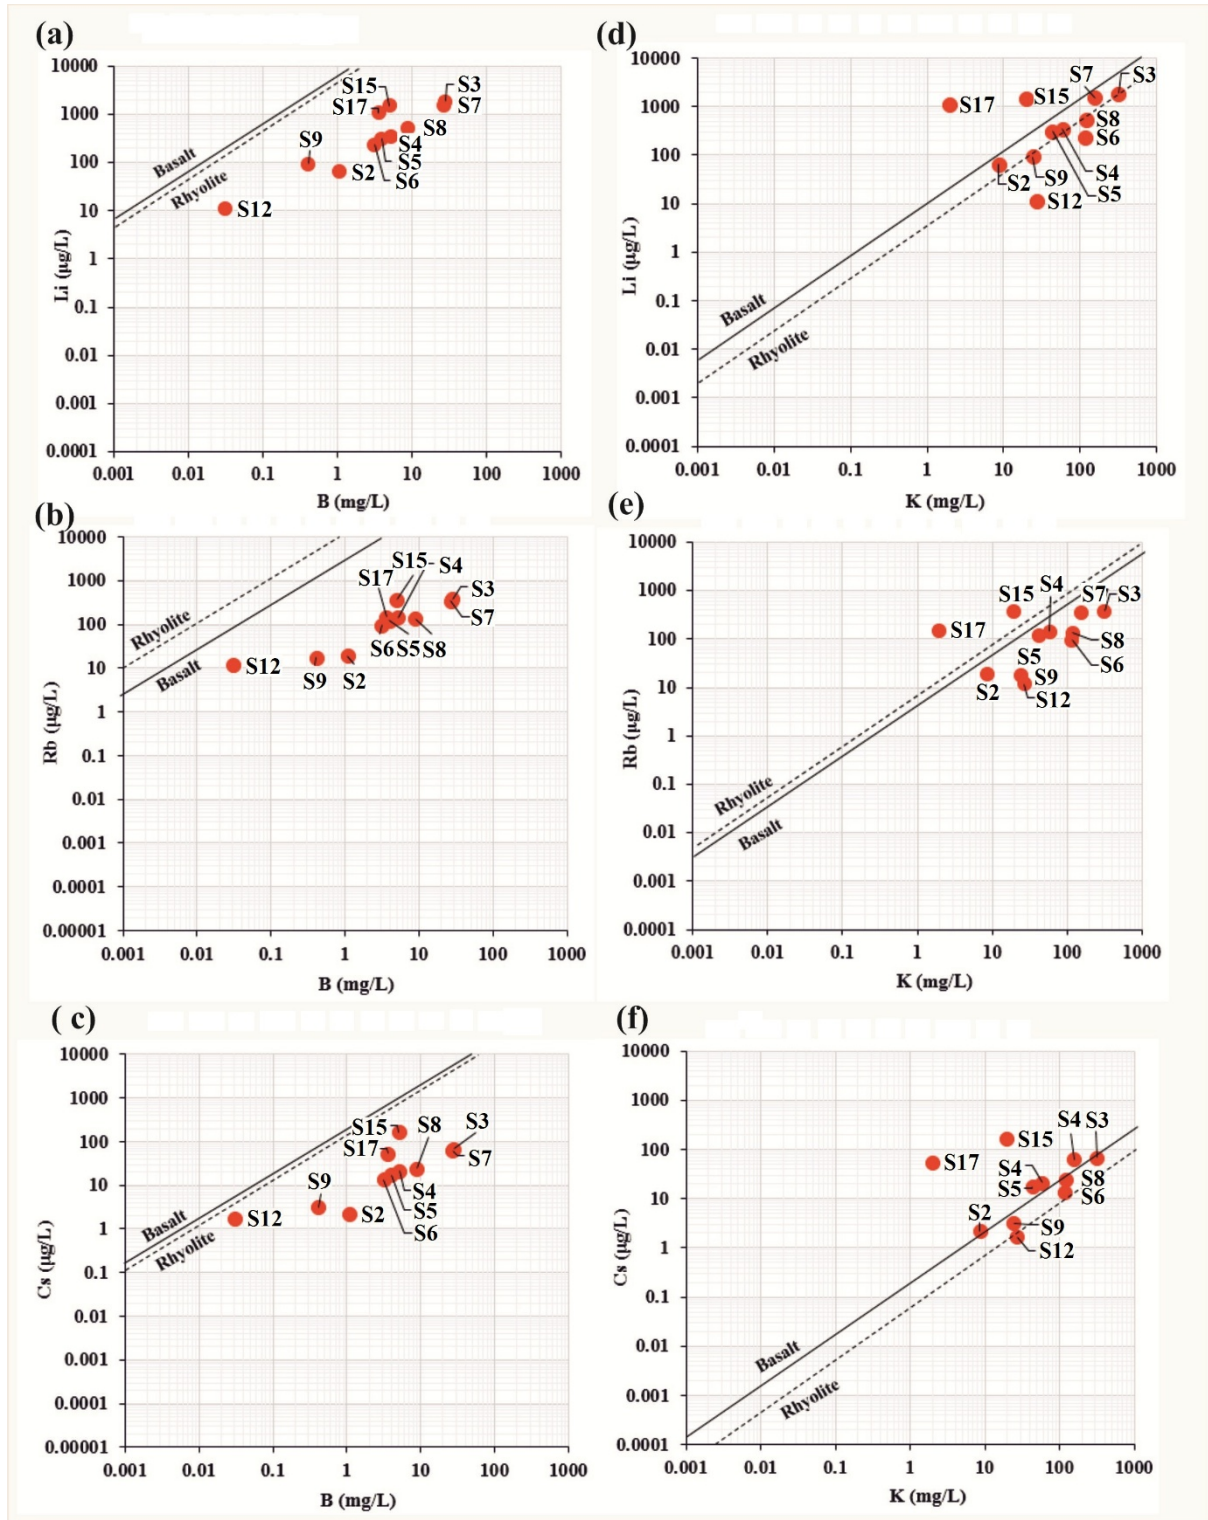 (a)
10000
1000
100
10
1
0.1
0.01
0.001
0.0001
Li (µg/L)
Basalt
Rhyolite
S15
S17
S3
S7
S9
S8
S4
S2
S5
S6
S12
0.001
0.01
0.1
1
10
100
1000
B (mg/L)
(d)
10000
1000
100
10
1
0.1
0.01
0.001
0.0001
Li (µg/L)
Basalt
Rhyolite
S7
S3
S17
S15
S8
S6
S4
S2
S9
S5
S12
0.001
0.01
0.1
1
10
100
1000
K (mg/L)
(b)
10000
1000
100
10
1
0.1
0.01
0.001
0.0001
0.00001
Rb (µg/L)
Rhyolite
Basalt
S15
S4
S17
S3
S7
S6
S5
S8
S12
S9
S2
0.001
0.01
0.1
1
10
100
1000
B (mg/L)
(e)
10000
1000
100
10
1
0.1
0.01
0.001
0.0001
Rb (µg/L)
Rhyolite
Basalt
S4
S15
S7
S3
S17
S8
S5
S6
S2
S9
S12
0.001
0.01
0.1
1
10
100
1000
K (mg/L)
( c)
10000
1000
100
10
1
0.1
0.01
0.001
0.0001
0.00001
Cs (µg/L)
Basalt
Rhyolite
S15
S8
S3
S17
S7
S9
S4
S12
S2
S5
S6
0.001
0.01
0.1
1
10
100
1000
B (mg/L)
(f)
10000
1000
100
10
1
0.1
0.01
0.001
0.0001
Cs (µg/L)
Basalt
Rhyolite
S4
S3
S15
S17
S4
S5
S8
S6
S2
S9
S12
0.001
0.01
0.1
1
10
100
1000
K (mg/L)